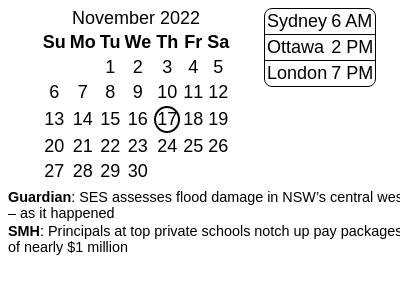 November 2022
Su Mo Tu We Th Fr Sa
1 2 3 4 5
6 7 8 9 10 11 12
13 14 15 16 17 18 19
20 21 22 23 24 25 26
27 28 29 30
Sydney 6 AM
Ottawa 2 PM
London 7 PM
Guardian: SES assesses flood damage in NSW’s central wes
– as it happened
SMH: Principals at top private schools notch up pay packages
of nearly $1 million